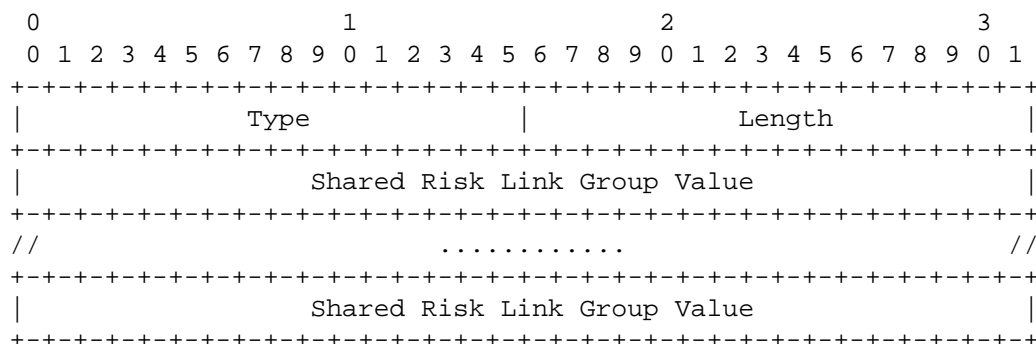 0                   1                   2                   3
 0 1 2 3 4 5 6 7 8 9 0 1 2 3 4 5 6 7 8 9 0 1 2 3 4 5 6 7 8 9 0 1
+-+-+-+-+-+-+-+-+-+-+-+-+-+-+-+-+-+-+-+-+-+-+-+-+-+-+-+-+-+-+-+-+
|              Type             |             Length            |
+-+-+-+-+-+-+-+-+-+-+-+-+-+-+-+-+-+-+-+-+-+-+-+-+-+-+-+-+-+-+-+-+
|                  Shared Risk Link Group Value                 |
+-+-+-+-+-+-+-+-+-+-+-+-+-+-+-+-+-+-+-+-+-+-+-+-+-+-+-+-+-+-+-+-+
//                         ............                        //
+-+-+-+-+-+-+-+-+-+-+-+-+-+-+-+-+-+-+-+-+-+-+-+-+-+-+-+-+-+-+-+-+
|                  Shared Risk Link Group Value                 |
+-+-+-+-+-+-+-+-+-+-+-+-+-+-+-+-+-+-+-+-+-+-+-+-+-+-+-+-+-+-+-+-+